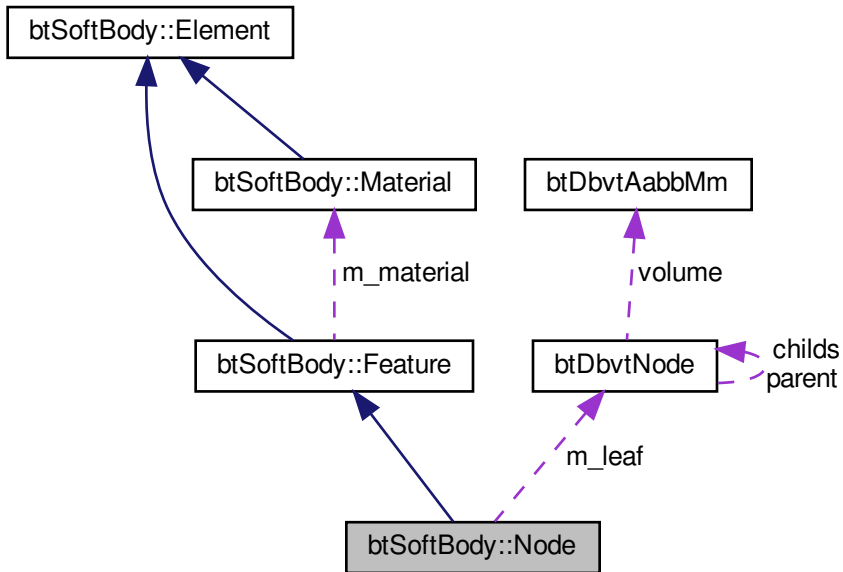 btSoftBody::Element
btSoftBody::Material
btDbvtAabbMm
m_material
volume
btSoftBody::Feature
btDbvtNode
childs
parent
m_leaf
btSoftBody::Node